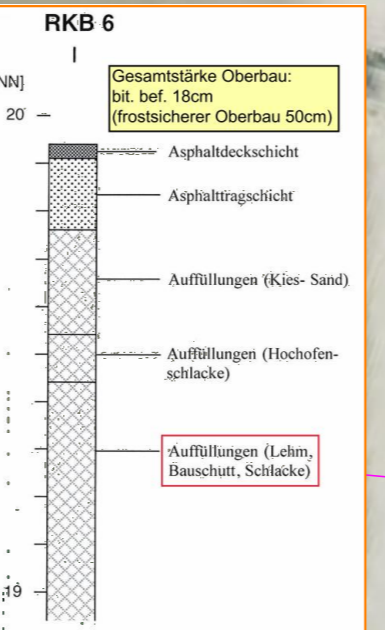 RKB 6
NN]
Gesamtstärke Oberbau:
bit. bef. 18cm
(frostsicherer Oberbau 50cm)
20
Asphaltdeckschicht
Asphalttragschicht
Auffüllungen (Kies- Sand)
Auffüllungen (Hochofen-
schlacke)
Auffüllungen (Lehm,
Bauschutt, Schlacke)
19